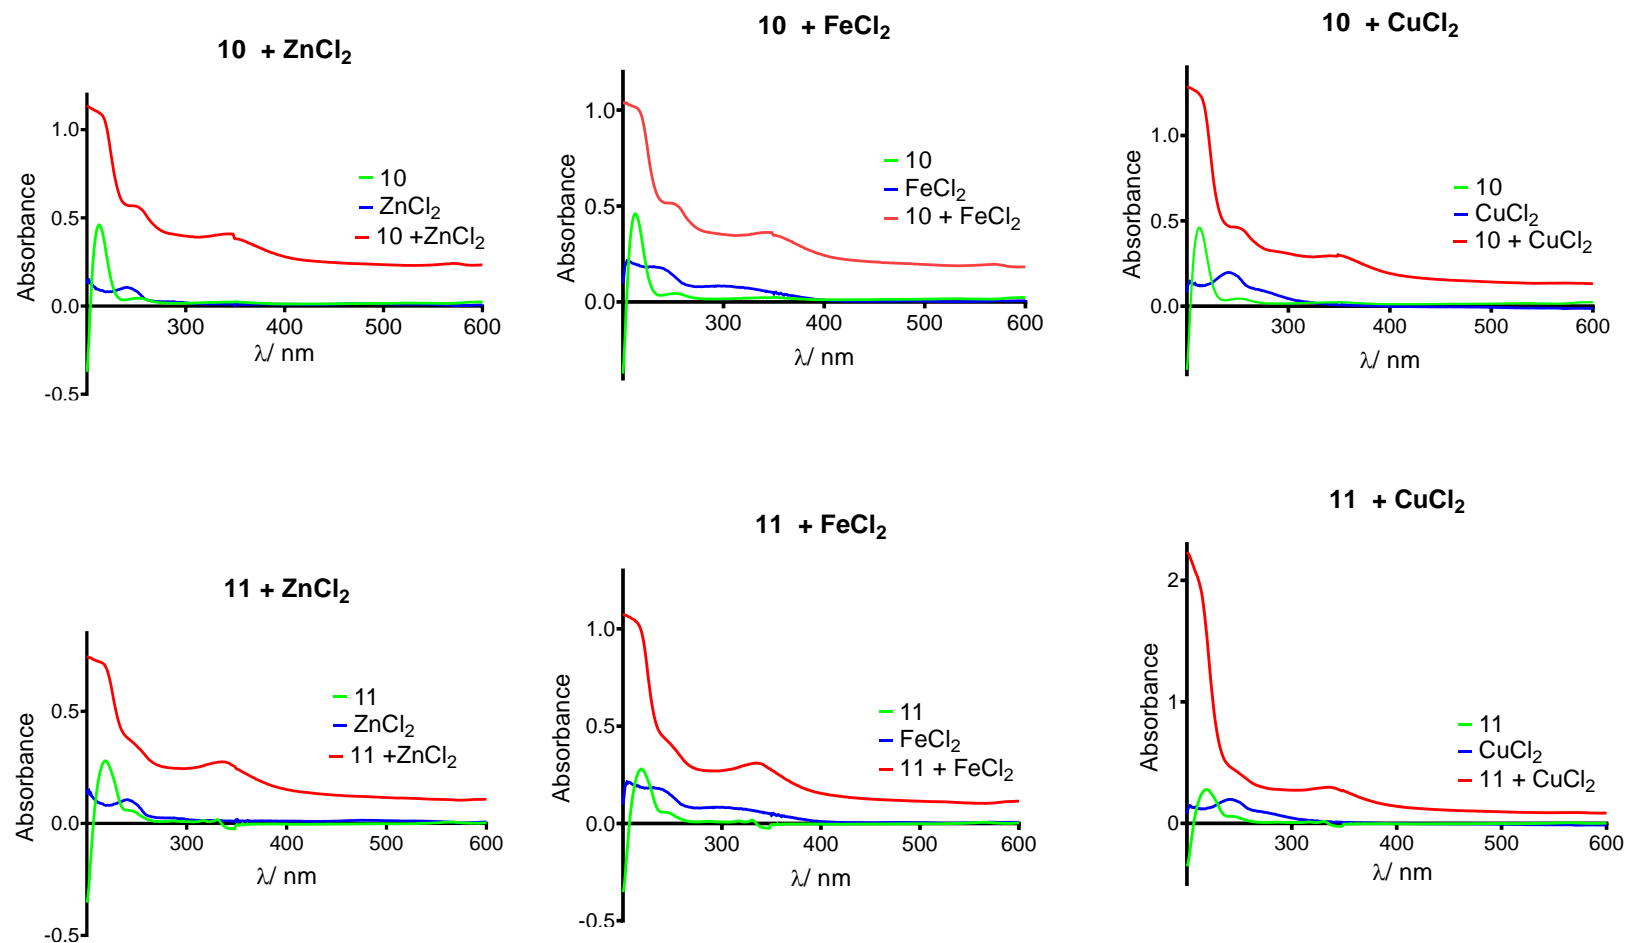 10 + ZnCl2
Absorbance
1.0
0.5
0.0
-0.5
300
400
500
600
λ/ nm
10
ZnCl2
10 +ZnCl2
10 + FeCl2
Absorbance
1.0
0.5
0.0
300
400
500
600
λ/ nm
10
FeCl2
10 + FeCl2
10 + CuCl2
Absorbance
1.0
0.5
0.0
300
400
500
600
λ/ nm
10
CuCl2
10 + CuCl2
11 + ZnCl2
Absorbance
0.5
0.0
-0.5
300
400
500
600
λ/ nm
11
ZnCl2
11 +ZnCl2
11 + FeCl2
Absorbance
1.0
0.5
0.0
-0.5
300
400
500
600
λ/ nm
11
FeCl2
11 + FeCl2
11 + CuCl2
Absorbance
2
1
0
300
400
500
600
λ/ nm
11
CuCl2
11 + CuCl2